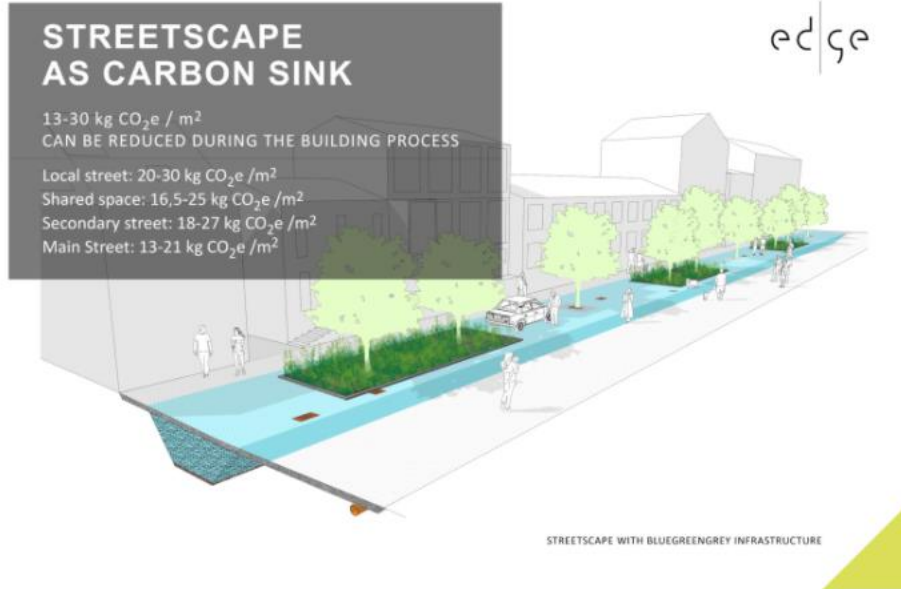 STREETSCAPE
AS CARBON SINK
edge
13-30 kg CO₂e / m²
CAN BE REDUCED DURING THE BUILDING PROCESS
Local street: 20-30 kg CO₂e /m²
Shared space: 16,5-25 kg CO₂e /m²
Secondary street: 18-27 kg CO₂e /m²
Main Street: 13-21 kg CO₂e /m²
STREETSCAPE WITH BLUEGREENGREY INFRASTRUCTURE